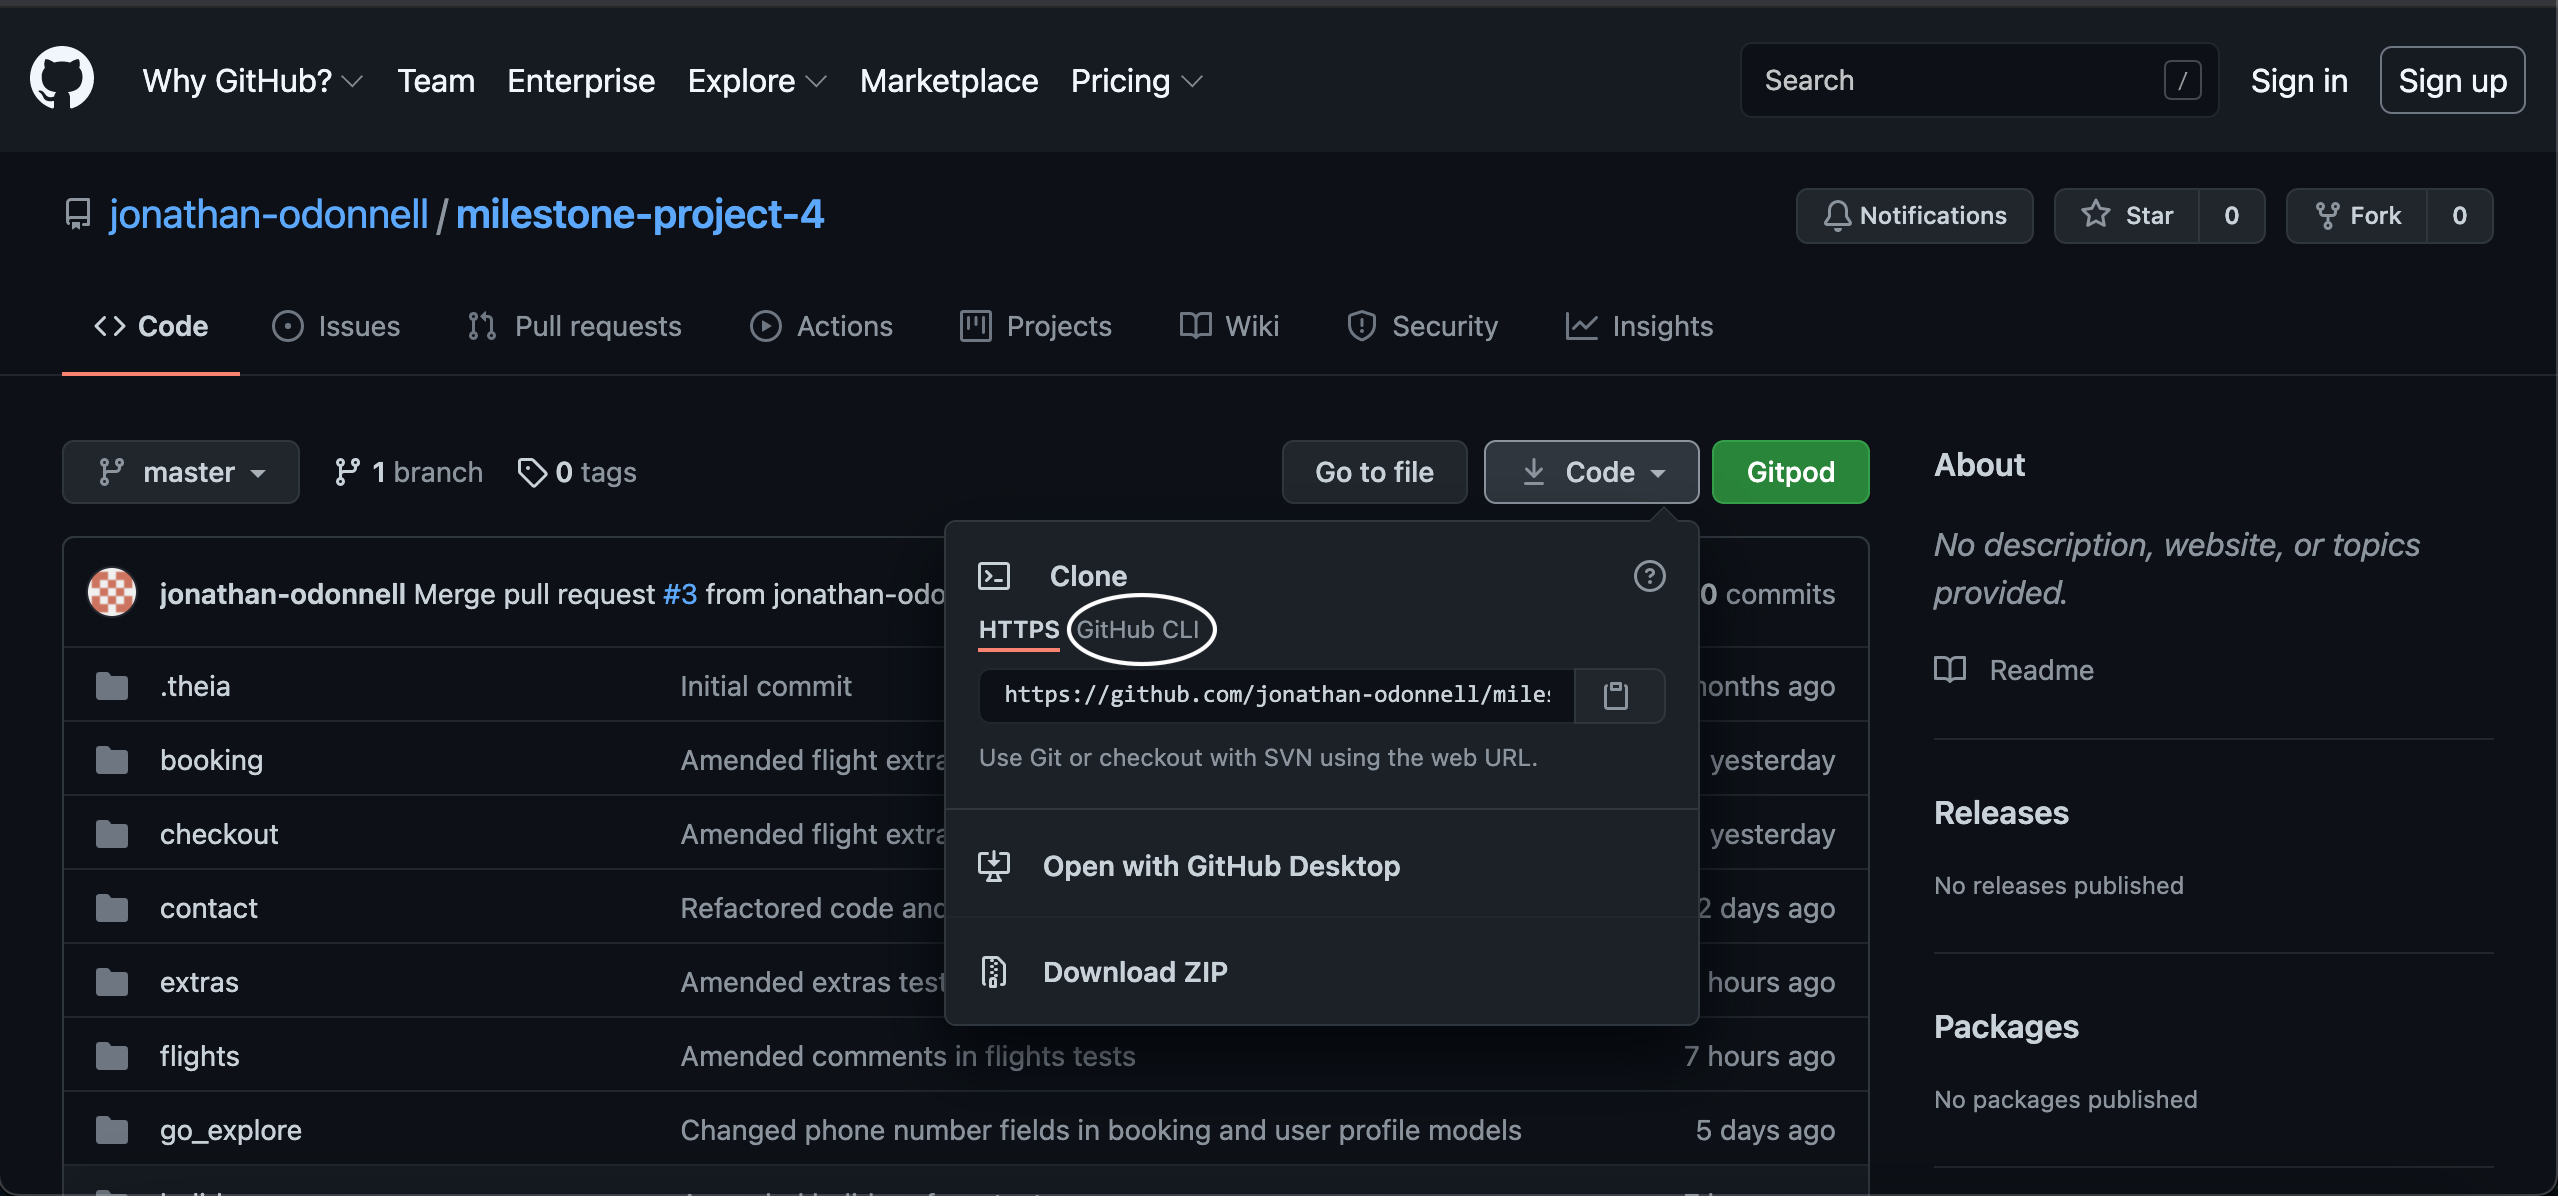 Why GitHub? Team Enterprise Explore Marketplace Pricing Search / Sign in Sign up
jonathan-odonnell / milestone-project-4 Notifications Star 0 Fork 0
Code Issues Pull requests Actions Projects Wiki Security Insights
master 1 branch 0 tags Go to file Code Gitpod
jonathan-odonnell Merge pull request #3 from jonathan-odo 0 commits
.theia Initial commit months ago
booking Amended flight extra yesterday
checkout Amended flight extra yesterday
contact Refactored code and 2 days ago
extras Amended extras test hours ago
flights Amended comments in flights tests 7 hours ago
go_explore Changed phone number fields in booking and user profile models 5 days ago
Clone
HTTPS GitHub CLI
https://github.com/jonathan-odonnell/miles
Use Git or checkout with SVN using the web URL.
Open with GitHub Desktop
Download ZIP
About
No description, website, or topics
provided.
Readme
Releases
No releases published
Packages
No packages published